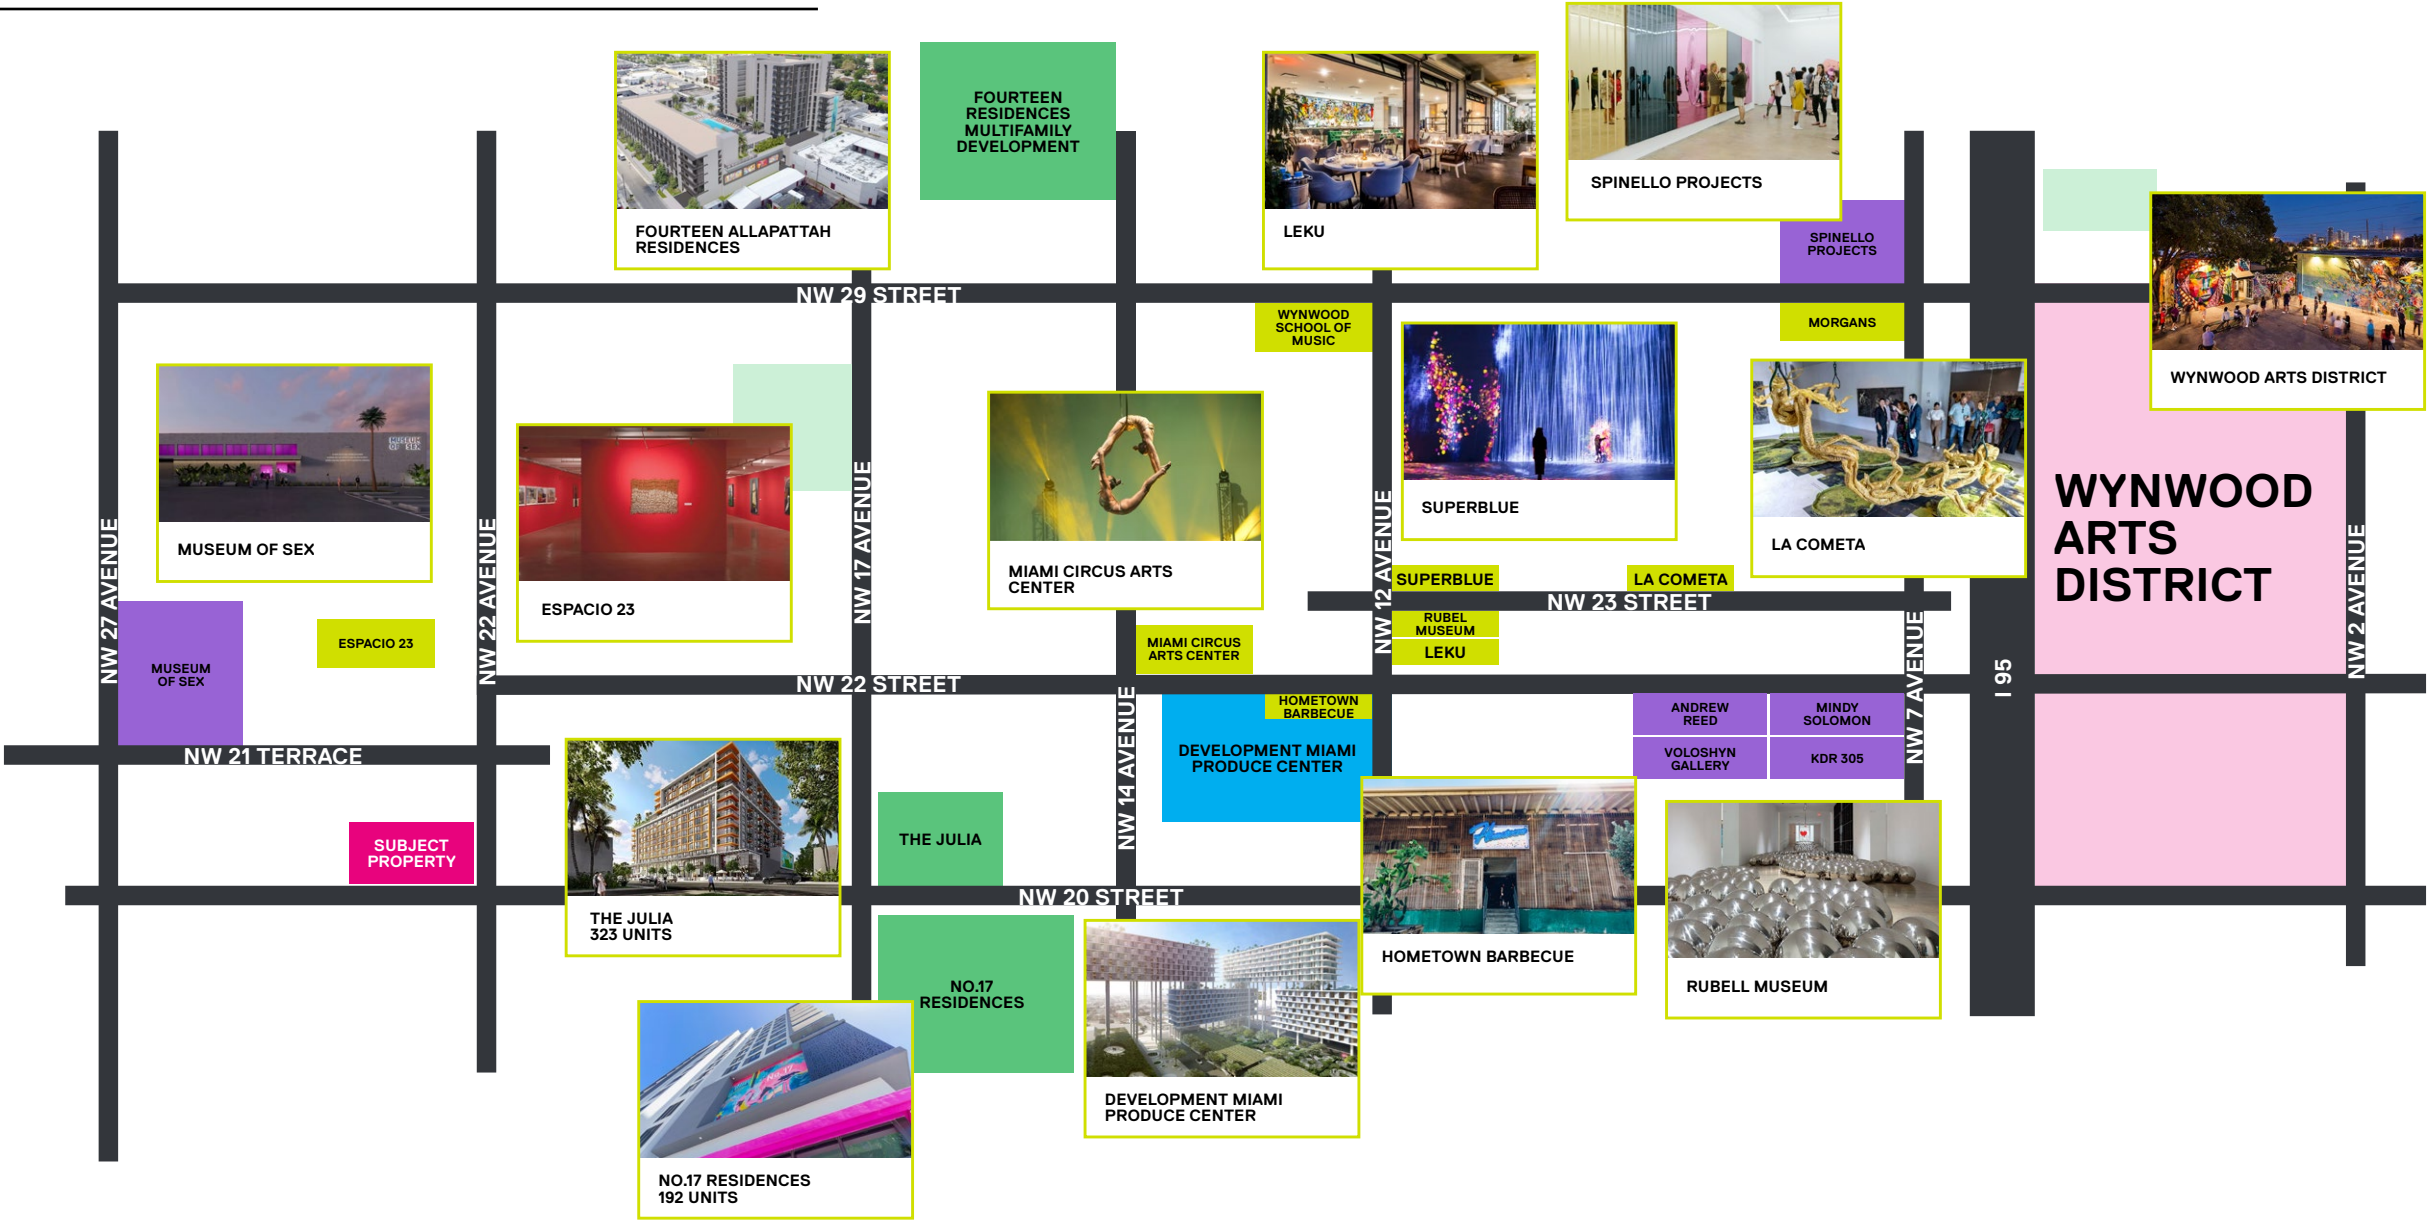 FOURTEEN
RESIDENCES
MULTIFAMILY
DEVELOPMENT
FOURTEEN ALLAPATTAH
RESIDENCES
LEKU
SPINELLO PROJECTS
SPINELLO
PROJECTS
WYNWOOD ARTS DISTRICT
NW 29 STREET
WYNWOOD
SCHOOL OF
MUSIC
MORGANS
MUSEUM
OF SEX
MUSEUM OF SEX
ESPACIO 23
MIAMI CIRCUS ARTS
CENTER
SUPERBLUE
LA COMETA
WYNWOOD
ARTS
DISTRICT
NW 27 AVENUE
NW 22 AVENUE
NW 17 AVENUE
NW 12 AVENUE
NW 2 AVENUE
SUPERBLUE
LA COMETA
NW 23 STREET
RUBEL
MUSEUM
LEKU
MUSEUM
OF SEX
ESPACIO 23
MIAMI CIRCUS
ARTS CENTER
NW 22 STREET
NW 14 AVENUE
NW 7 AVENUE
I 95
HOMETOWN
BARBECUE
DEVELOPMENT MIAMI
PRODUCE CENTER
ANDREW
REED
MINDY
SOLOMON
VOLOSHYN
GALLERY
KDR 305
NW 21 TERRACE
SUBJECT
PROPERTY
THE JULIA
NW 20 STREET
THE JULIA
323 UNITS
NO.17
RESIDENCES
HOMETOWN BARBECUE
RUBELL MUSEUM
DEVELOPMENT MIAMI
PRODUCE CENTER
No.17
NO.17 RESIDENCES
192 UNITS